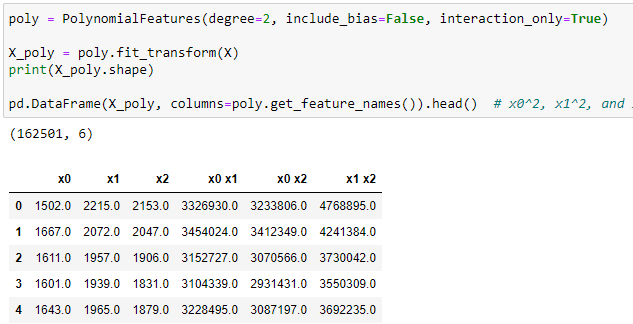 poly = PolynomialFeatures(degree=2, include_bias=False, interaction_only=True)
X_poly = poly.fit_transform(X)
print(X_poly.shape)
pd.DataFrame(X_poly, columns=poly.get_feature_names()).head() # x0^2, x1^2, and
(162501, 6)
x0 x1 x2 x0 x1 x0 x2 x1 x2
0 1502.0 2215.0 2153.0 3326930.0 3233806.0 4768895.0
1 1667.0 2072.0 2047.0 3454024.0 3412349.0 4241384.0
2 1611.0 1957.0 1906.0 3152727.0 3070566.0 3730042.0
3 1601.0 1939.0 1831.0 3104339.0 2931431.0 3550309.0
4 1643.0 1965.0 1879.0 3228495.0 3087197.0 3692235.0